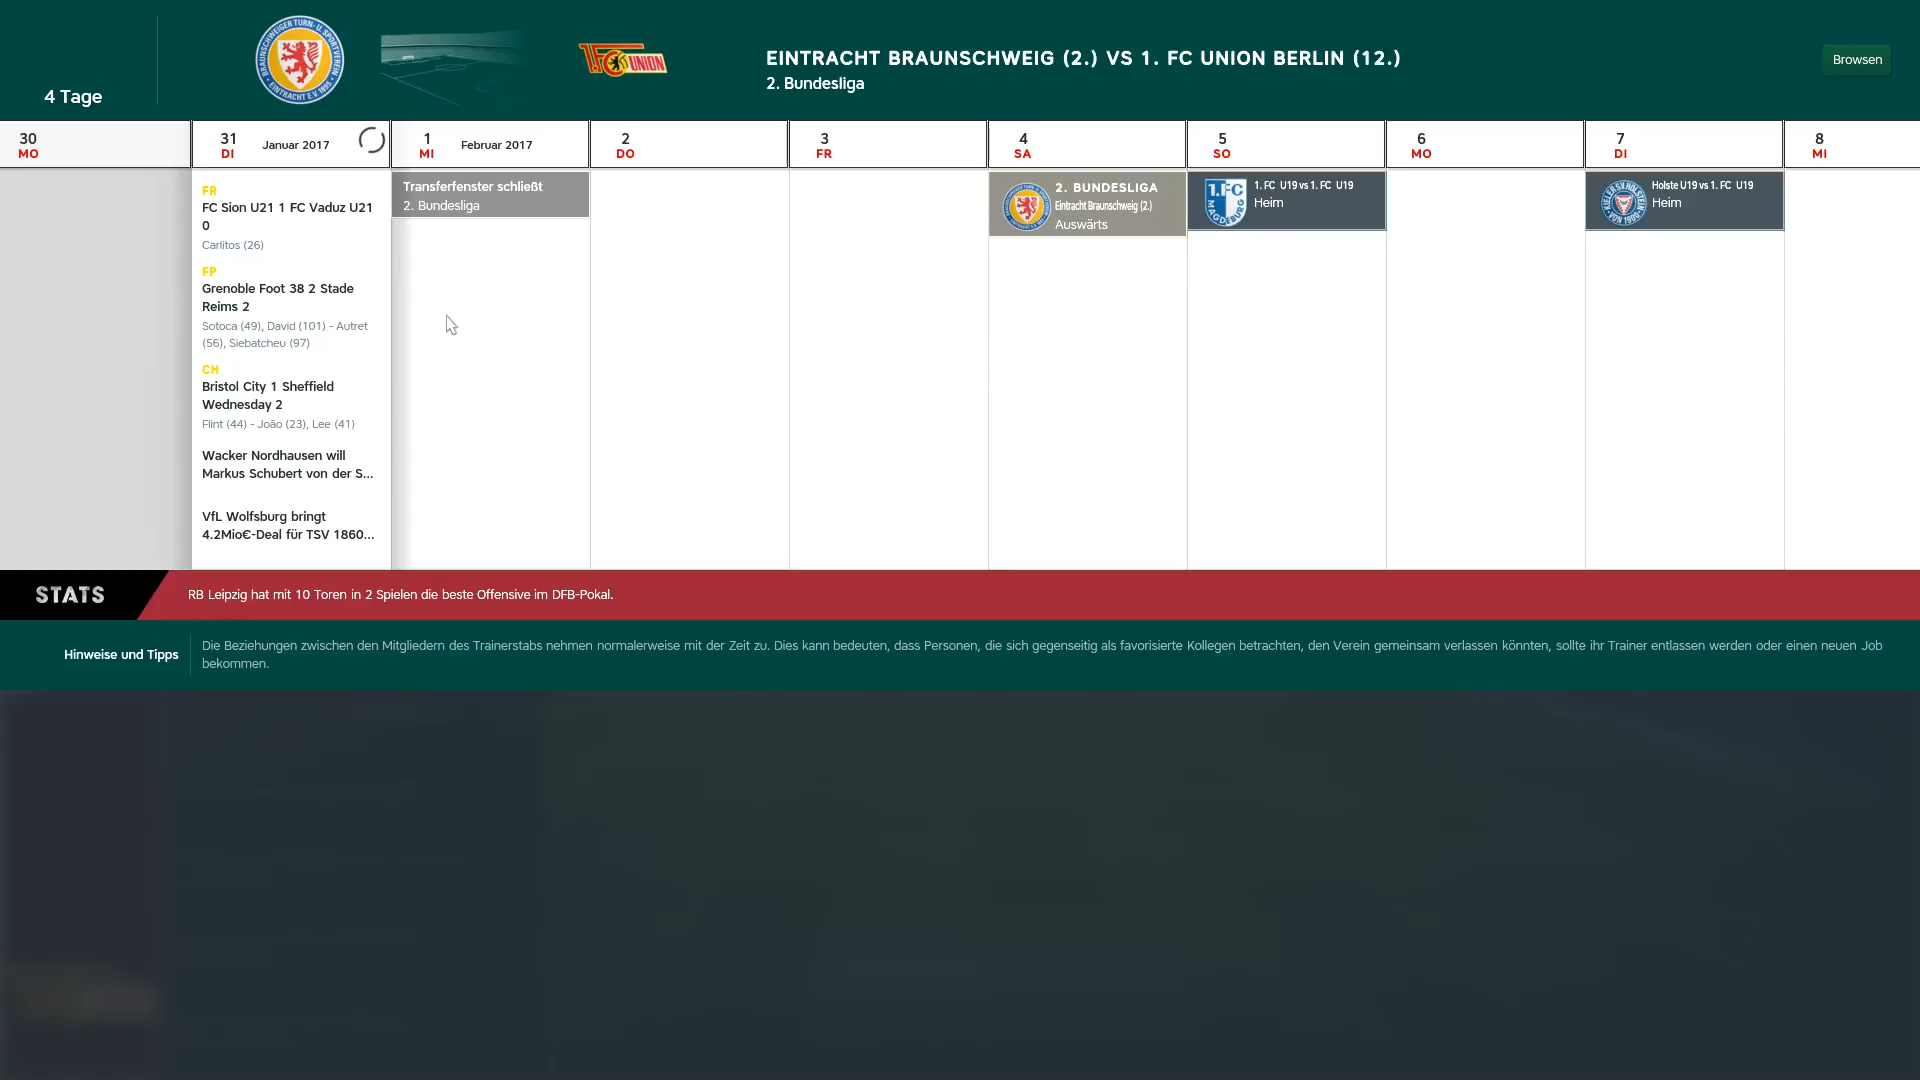 4 Tage
EINTRACHT BRAUNSCHWEIG (2.) VS 1. FC UNION BERLIN (12.)
2. Bundesliga
Browsen
30
MO
31
DI
Januar 2017
1
MI
Februar 2017
2
DO
3
FR
4
SA
5
SO
6
MO
7
DI
8
MI
FR
FC Sion U21 1 FC Vaduz U21
0
Carlitos (26)
FP
Grenoble Foot 38 2 Stade
Reims 2
Sotoca (49), David (101) - Autret
(56), Siebatcheu (97)
CH
Bristol City 1 Sheffield
Wednesday 2
Flint (44) - João (23), Lee (41)
Wacker Nordhausen will
Markus Schubert von der S...
VfL Wolfsburg bringt
4.2Mio€-Deal für TSV 1860...
Transferfenster schließt
2. Bundesliga
2. BUNDESLIGA
Eintracht Braunschweig (2.)
Auswärts
1. FC U19 vs 1. FC U19
Heim
Holste U19 vs 1. FC U19
Heim
STATS
RB Leipzig hat mit 10 Toren in 2 Spielen die beste Offensive im DFB-Pokal.
Hinweise und Tipps
Die Beziehungen zwischen den Mitgliedern des Trainerstabs nehmen normalerweise mit der Zeit zu. Dies kann bedeuten, dass Personen, die sich gegenseitig als favorisierte Kollegen betrachten, den Verein gemeinsam verlassen könnten, sollte ihr Trainer entlassen werden oder einen neuen Job
bekommen.